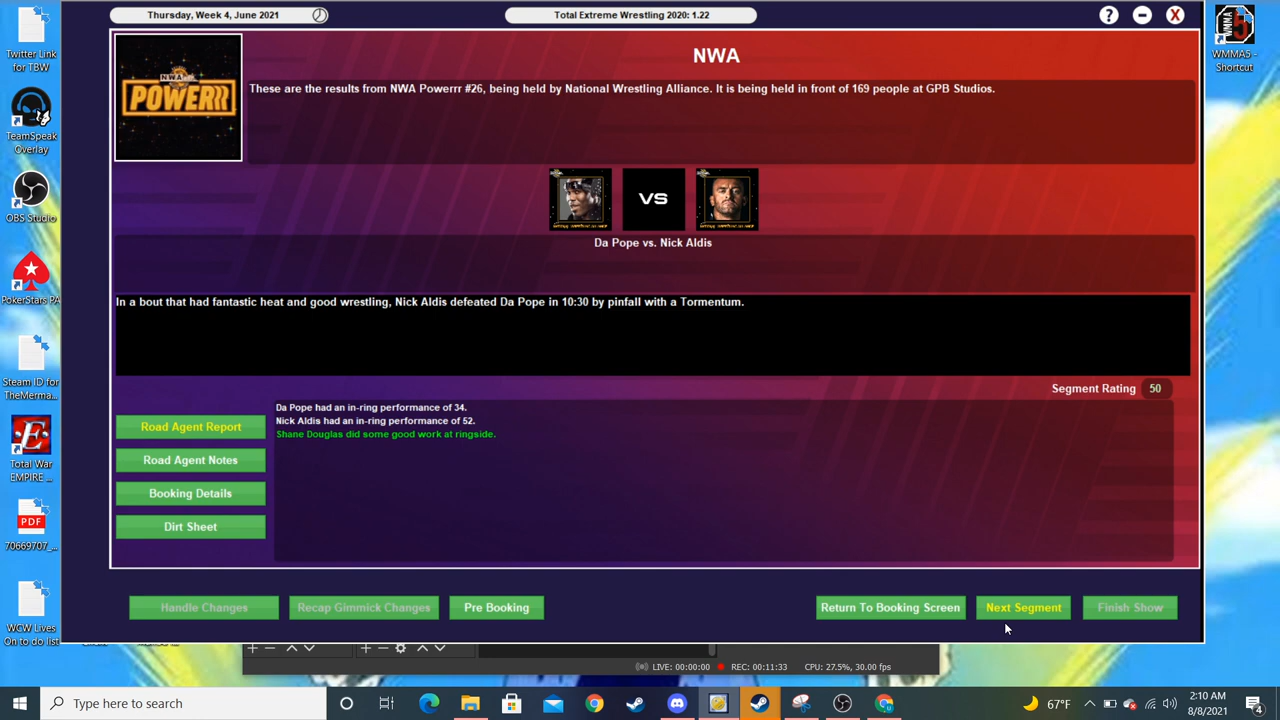 Thursday, Week 4, June 2021
Total Extreme Wrestling 2020: 1.22
?
X
Twitter Link
for TBW
TeamSpeak
Overlay
OBS Studio
PokerStars PA
Steam ID for
TheMerma...
Total War
EMPIRE ...
PDF
70669707_...
WCW Lives
On to do list
WMMA5 -
Shortcut
NWA
NWA
POWERRR
These are the results from NWA Powerrr #26, being held by National Wrestling Alliance. It is being held in front of 169 people at GPB Studios.
VS
Da Pope vs. Nick Aldis
In a bout that had fantastic heat and good wrestling, Nick Aldis defeated Da Pope in 10:30 by pinfall with a Tormentum.
Segment Rating 50
Road Agent Report
Road Agent Notes
Booking Details
Dirt Sheet
Da Pope had an in-ring performance of 34.
Nick Aldis had an in-ring performance of 52.
Shane Douglas did some good work at ringside.
Handle Changes
Recap Gimmick Changes
Pre Booking
Return To Booking Screen
Next Segment
Finish Show
LIVE: 00:00:00
REC: 00:11:33
CPU: 27.5%, 30.00 fps
Type here to search
67°F
2:10 AM
8/8/2021
4